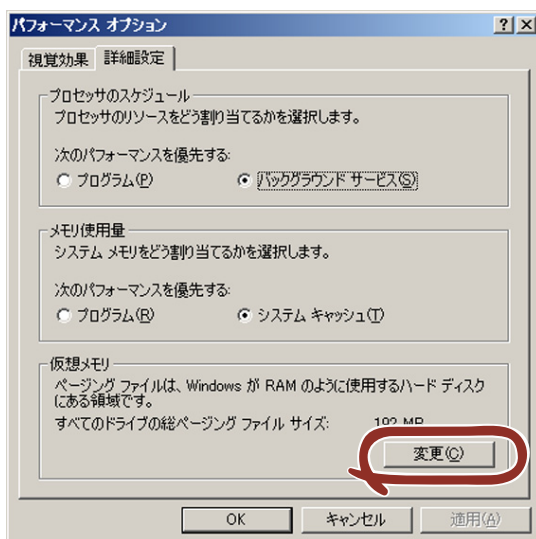 パフォーマンス オプション
視覚効果 詳細設定
プロセッサのスケジュール
プロセッサのリソースをどう割り当てるかを選択します。
次のパフォーマンスを優先する:
プログラム(P) バックグラウンド サービス(S)
メモリ使用量
システム メモリをどう割り当てるかを選択します。
次のパフォーマンスを優先する:
プログラム(R) システム キャッシュ(T)
仮想メモリ
ページング ファイルは、Windows が RAM のように使用するハード ディスク
にある領域です。
すべてのドライブの総ページング ファイル サイズ: 192 MB
変更(C)
OK キャンセル 適用(A)